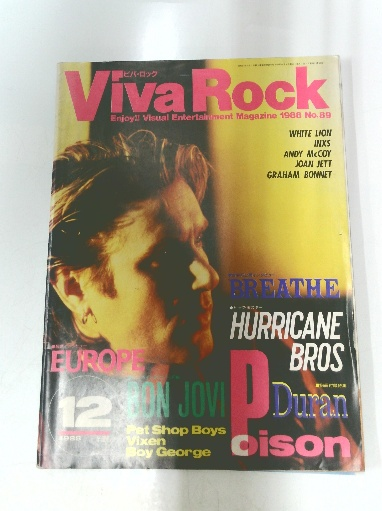 ビバ・ロック
Viva Rock
Enjoy!! Visual Entertainment Magazine 1988 No.89
WHITE LION
INXS
ANDY McCOY
JOAN JETT
GRAHAM BONNET
BREATHE
HURRICANE
BROS
EUROPE
12
1988
BON JOVI
Duran
Poison
Pet Shop Boys
Vixen
Boy George